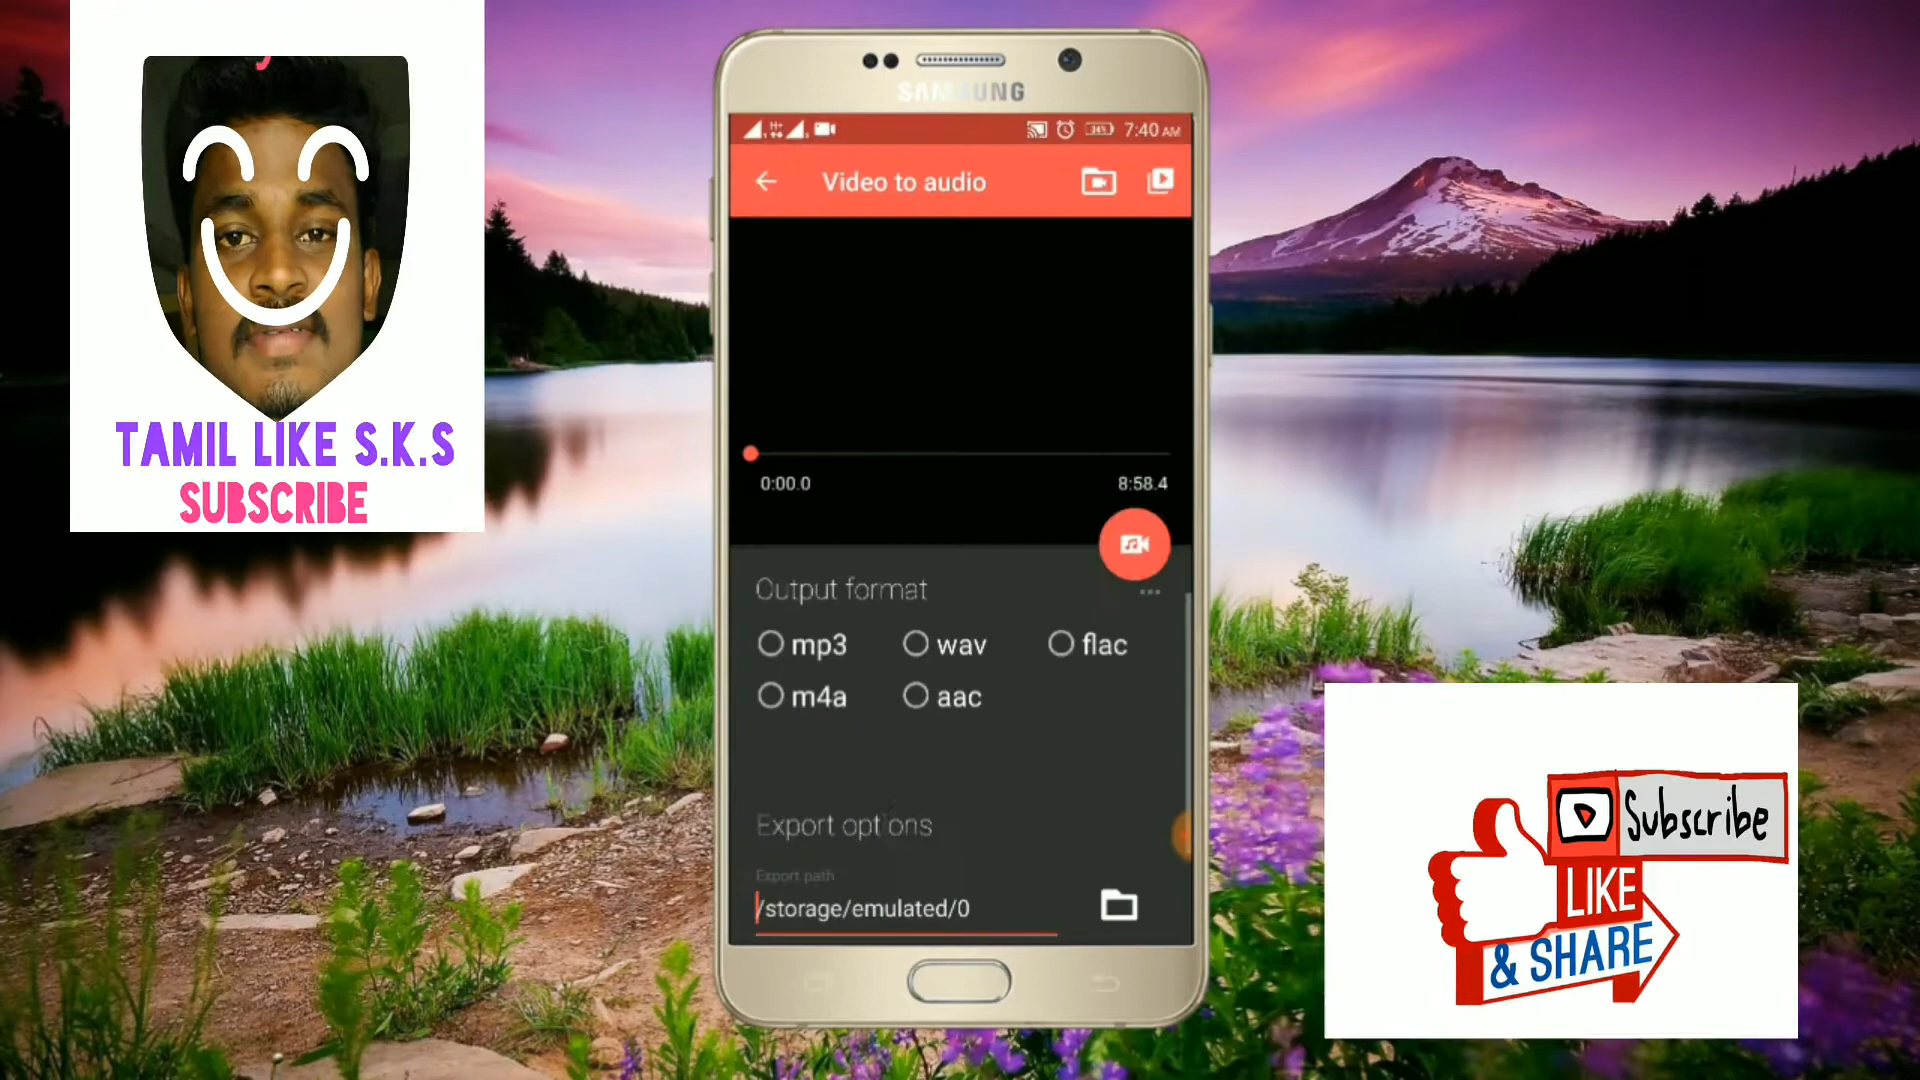 TAMIL LIKE S.K.S
SUBSCRIBE
SAMSUNG
H+
34%
7:40 AM
Video to audio
0:00.0
8:58.4
Output format
mp3
wav
flac
m4a
aac
Export options
Export path
/storage/emulated/0
Subscribe
LIKE
& SHARE